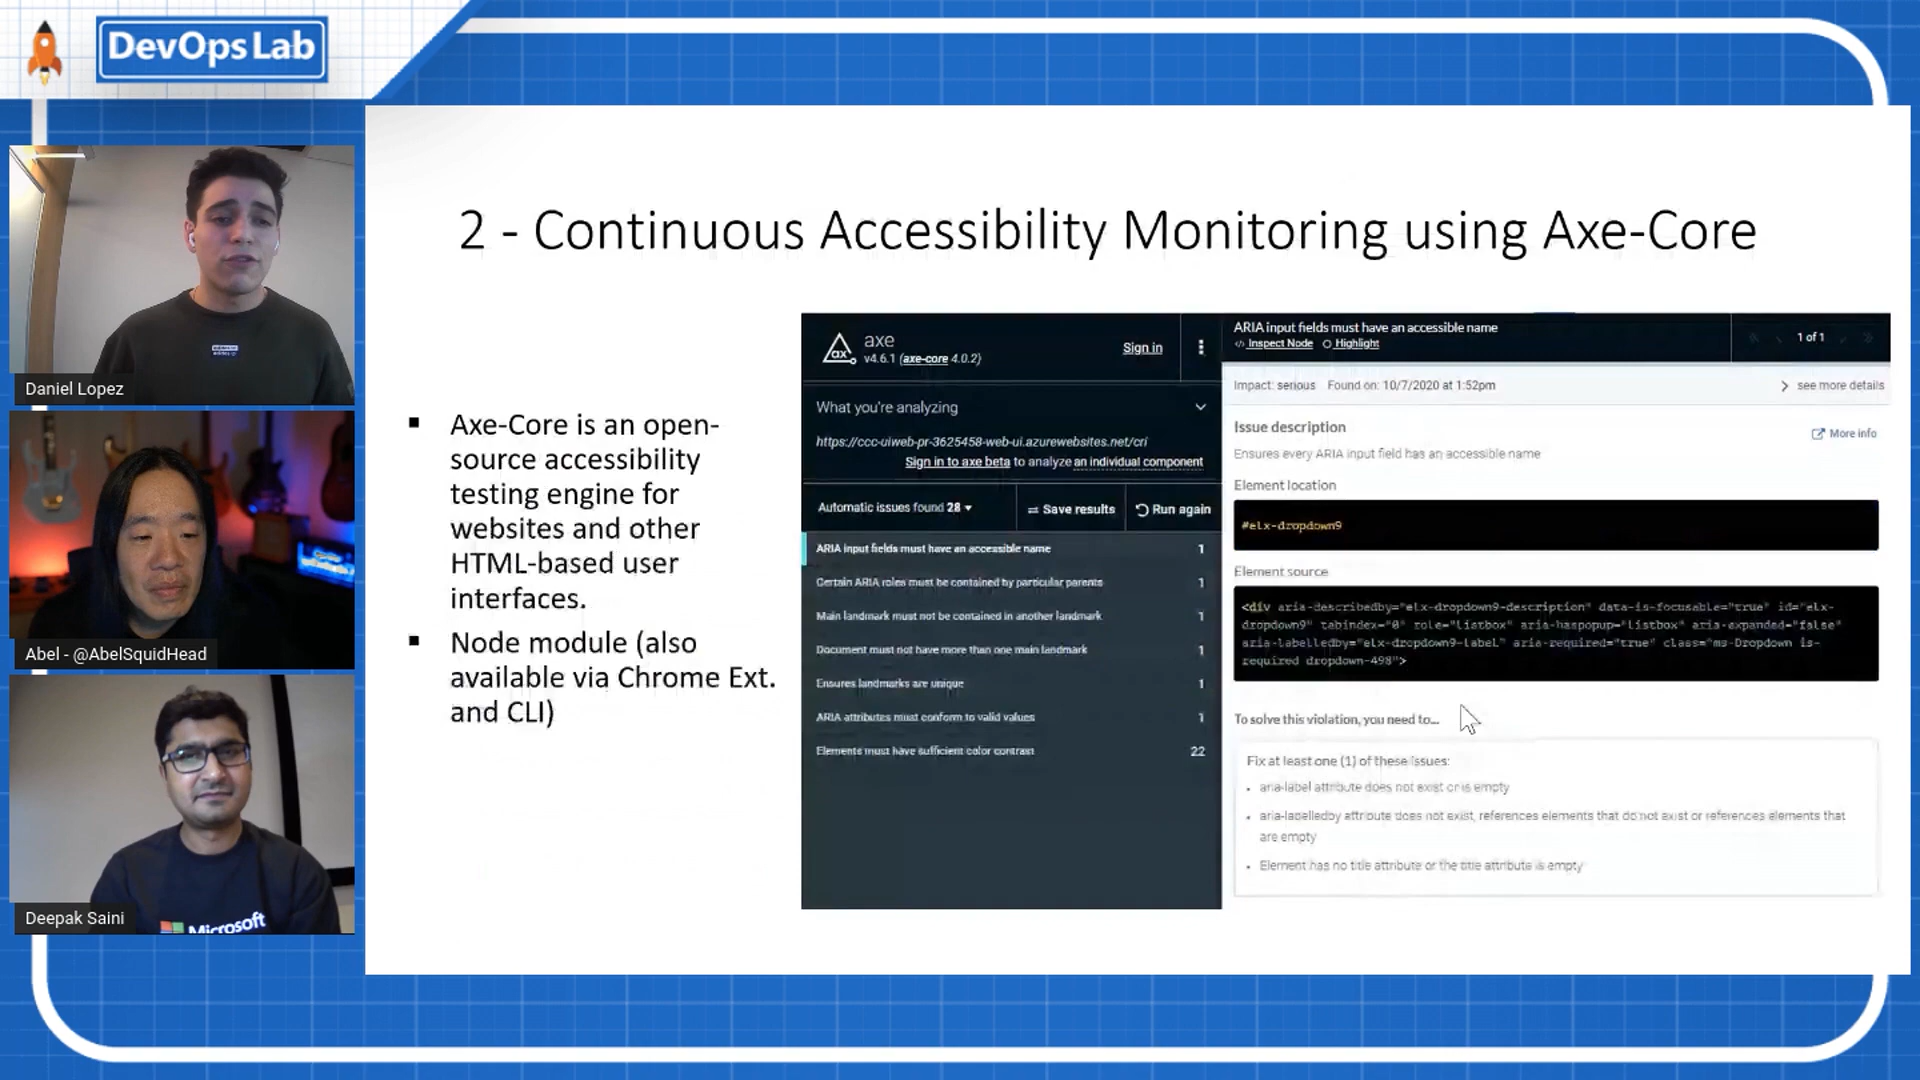 DevOps Lab
2 - Continuous Accessibility Monitoring using Axe-Core
Daniel Lopez
Abel - @AbelSquidHead
Microsoft
Deepak Saini
▪ Axe-Core is an open-
source accessibility
testing engine for
websites and other
HTML-based user
interfaces.
▪ Node module (also
available via Chrome Ext.
and CLI)
axe
v4.6.1 (axe-core 4.0.2)
Sign in
What you're analyzing
https://ccc-uiweb-pr-3625458-web-ui.azurewebsites.net/cri
Sign in to axe beta to analyze an individual component
Automatic issues found 28
Save results
Run again
ARIA input fields must have an accessible name 1
Certain ARIA roles must be contained by particular parents 1
Main landmark must not be contained in another landmark 1
Document must not have more than one main landmark 1
Ensures landmarks are unique 1
ARIA attributes must conform to valid values 1
Elements must have sufficient color contrast 22
ARIA input fields must have an accessible name
</> Inspect Node Highlight
1 of 1
Impact: serious Found on: 10/7/2020 at 1:52pm
see more details
Issue description
More info
Ensures every ARIA input field has an accessible name
Element location
#elx-dropdown9
Element source
<div aria-describedby="elx-dropdown9-description" data-is-focusable="true" id="elx-
dropdown9" tabindex="0" role="listbox" aria-haspopup="listbox" aria-expanded="false"
aria-labelledby="elx-dropdown9-label" aria-required="true" class="ms-Dropdown is-
required dropdown-498">
To solve this violation, you need to...
Fix at least one (1) of these issues:
• aria-label attribute does not exist or is empty
• aria-labelledby attribute does not exist, references elements that do not exist or references elements that
are empty
• Element has no title attribute or the title attribute is empty